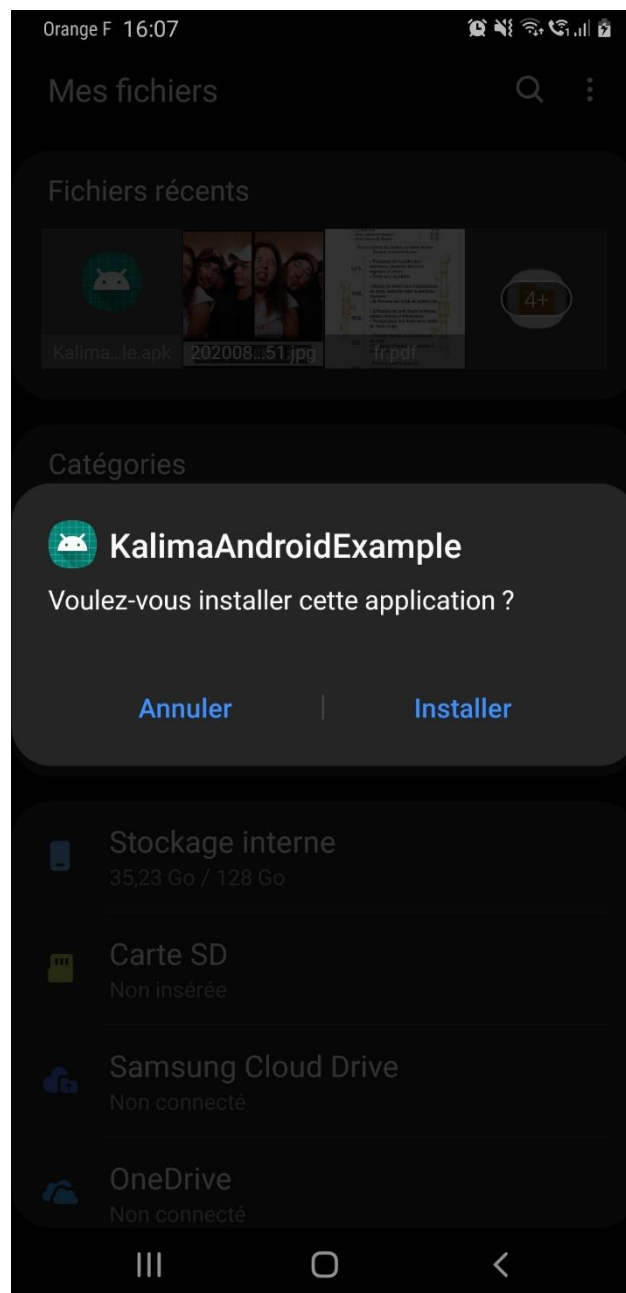 Orange F 16:07
Mes fichiers
Fichiers récents
4+
Kalima...le.apk 202008...51.jpg fr.pdf
Catégories
KalimaAndroidExample
Voulez-vous installer cette application ?
Annuler Installer
Stockage interne
35,23 Go / 128 Go
Carte SD
Non insérée
Samsung Cloud Drive
Non connecté
OneDrive
Non connecté